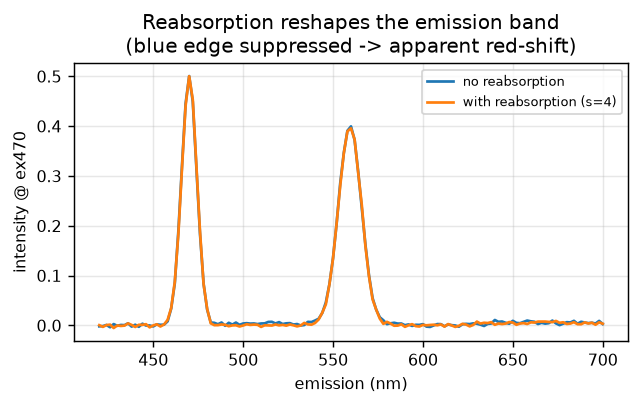 Reabsorption reshapes the emission band
(blue edge suppressed -> apparent red-shift)
no reabsorption
with reabsorption (s=4)
intensity @ ex470
0.5
0.4
0.3
0.2
0.1
0.0
450
500
550
600
650
700
emission (nm)